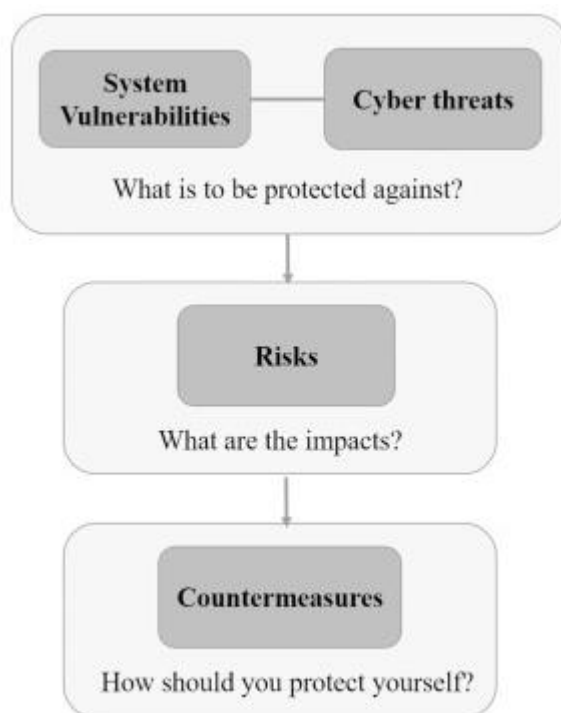 System
Vulnerabilities
Cyber threats
What is to be protected against?
Risks
What are the impacts?
Countermeasures
How should you protect yourself?